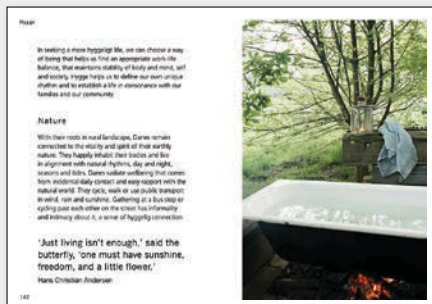 Hygge
In seeking a more hyggeligt life, we can choose a way
of being that helps us find an appropriate work-life
balance, that maintains stability of body and mind, self
and society. Hygge helps us to define our own unique
rhythm and to establish a life in consonance with our
families and our community.
Nature
With their roots in rural landscape, Danes remain
connected to the vitality and spirit of their earthly
nature. They happily inhabit their bodies and live
in alignment with natural rhythms, day and night,
seasons and tides. Danes radiate wellbeing that comes
from incidental daily contact and easy rapport with the
natural world. They cycle, walk or use public transport
in wind, rain and sunshine. Gathering at a bus stop or
cycling past each other on the street has informality
and intimacy about it, a sense of hyggelig connection.
'Just living isn't enough,' said the
butterfly, 'one must have sunshine,
freedom, and a little flower.'
Hans Christian Andersen
142